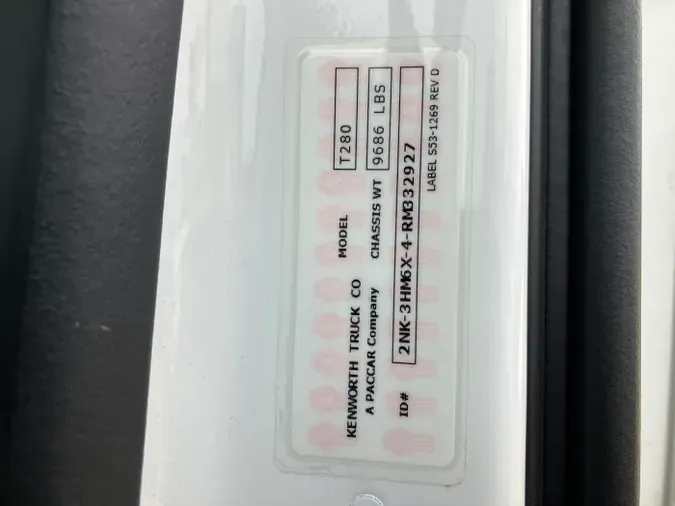 KENWORTH TRUCK CO MODEL T280
A PACCAR Company CHASSIS WT 9686 LBS
ID# 2NK-3HM6X-4-RM332927
LABEL S53-1269 REV D